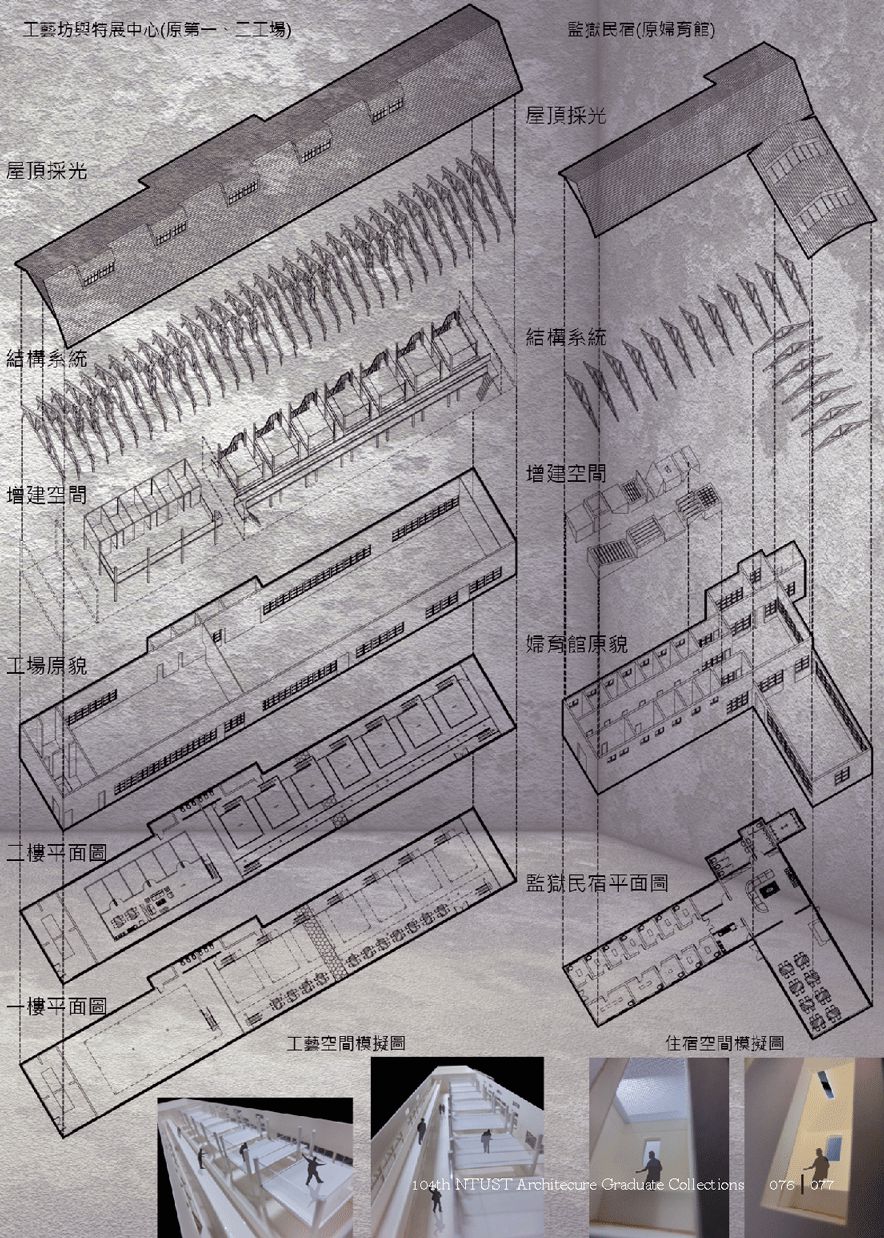 工藝坊與特展中心(原第一、二工場)
屋頂採光
結構系統
增建空間
工場原貌
二樓平面圖
一樓平面圖
監獄民宿(原婦育館)
屋頂採光
結構系統
增建空間
婦育館原貌
監獄民宿平面圖
工藝空間模擬圖
住宿空間模擬圖
104th NTUST Architecure Graduate Collections 076 | 077